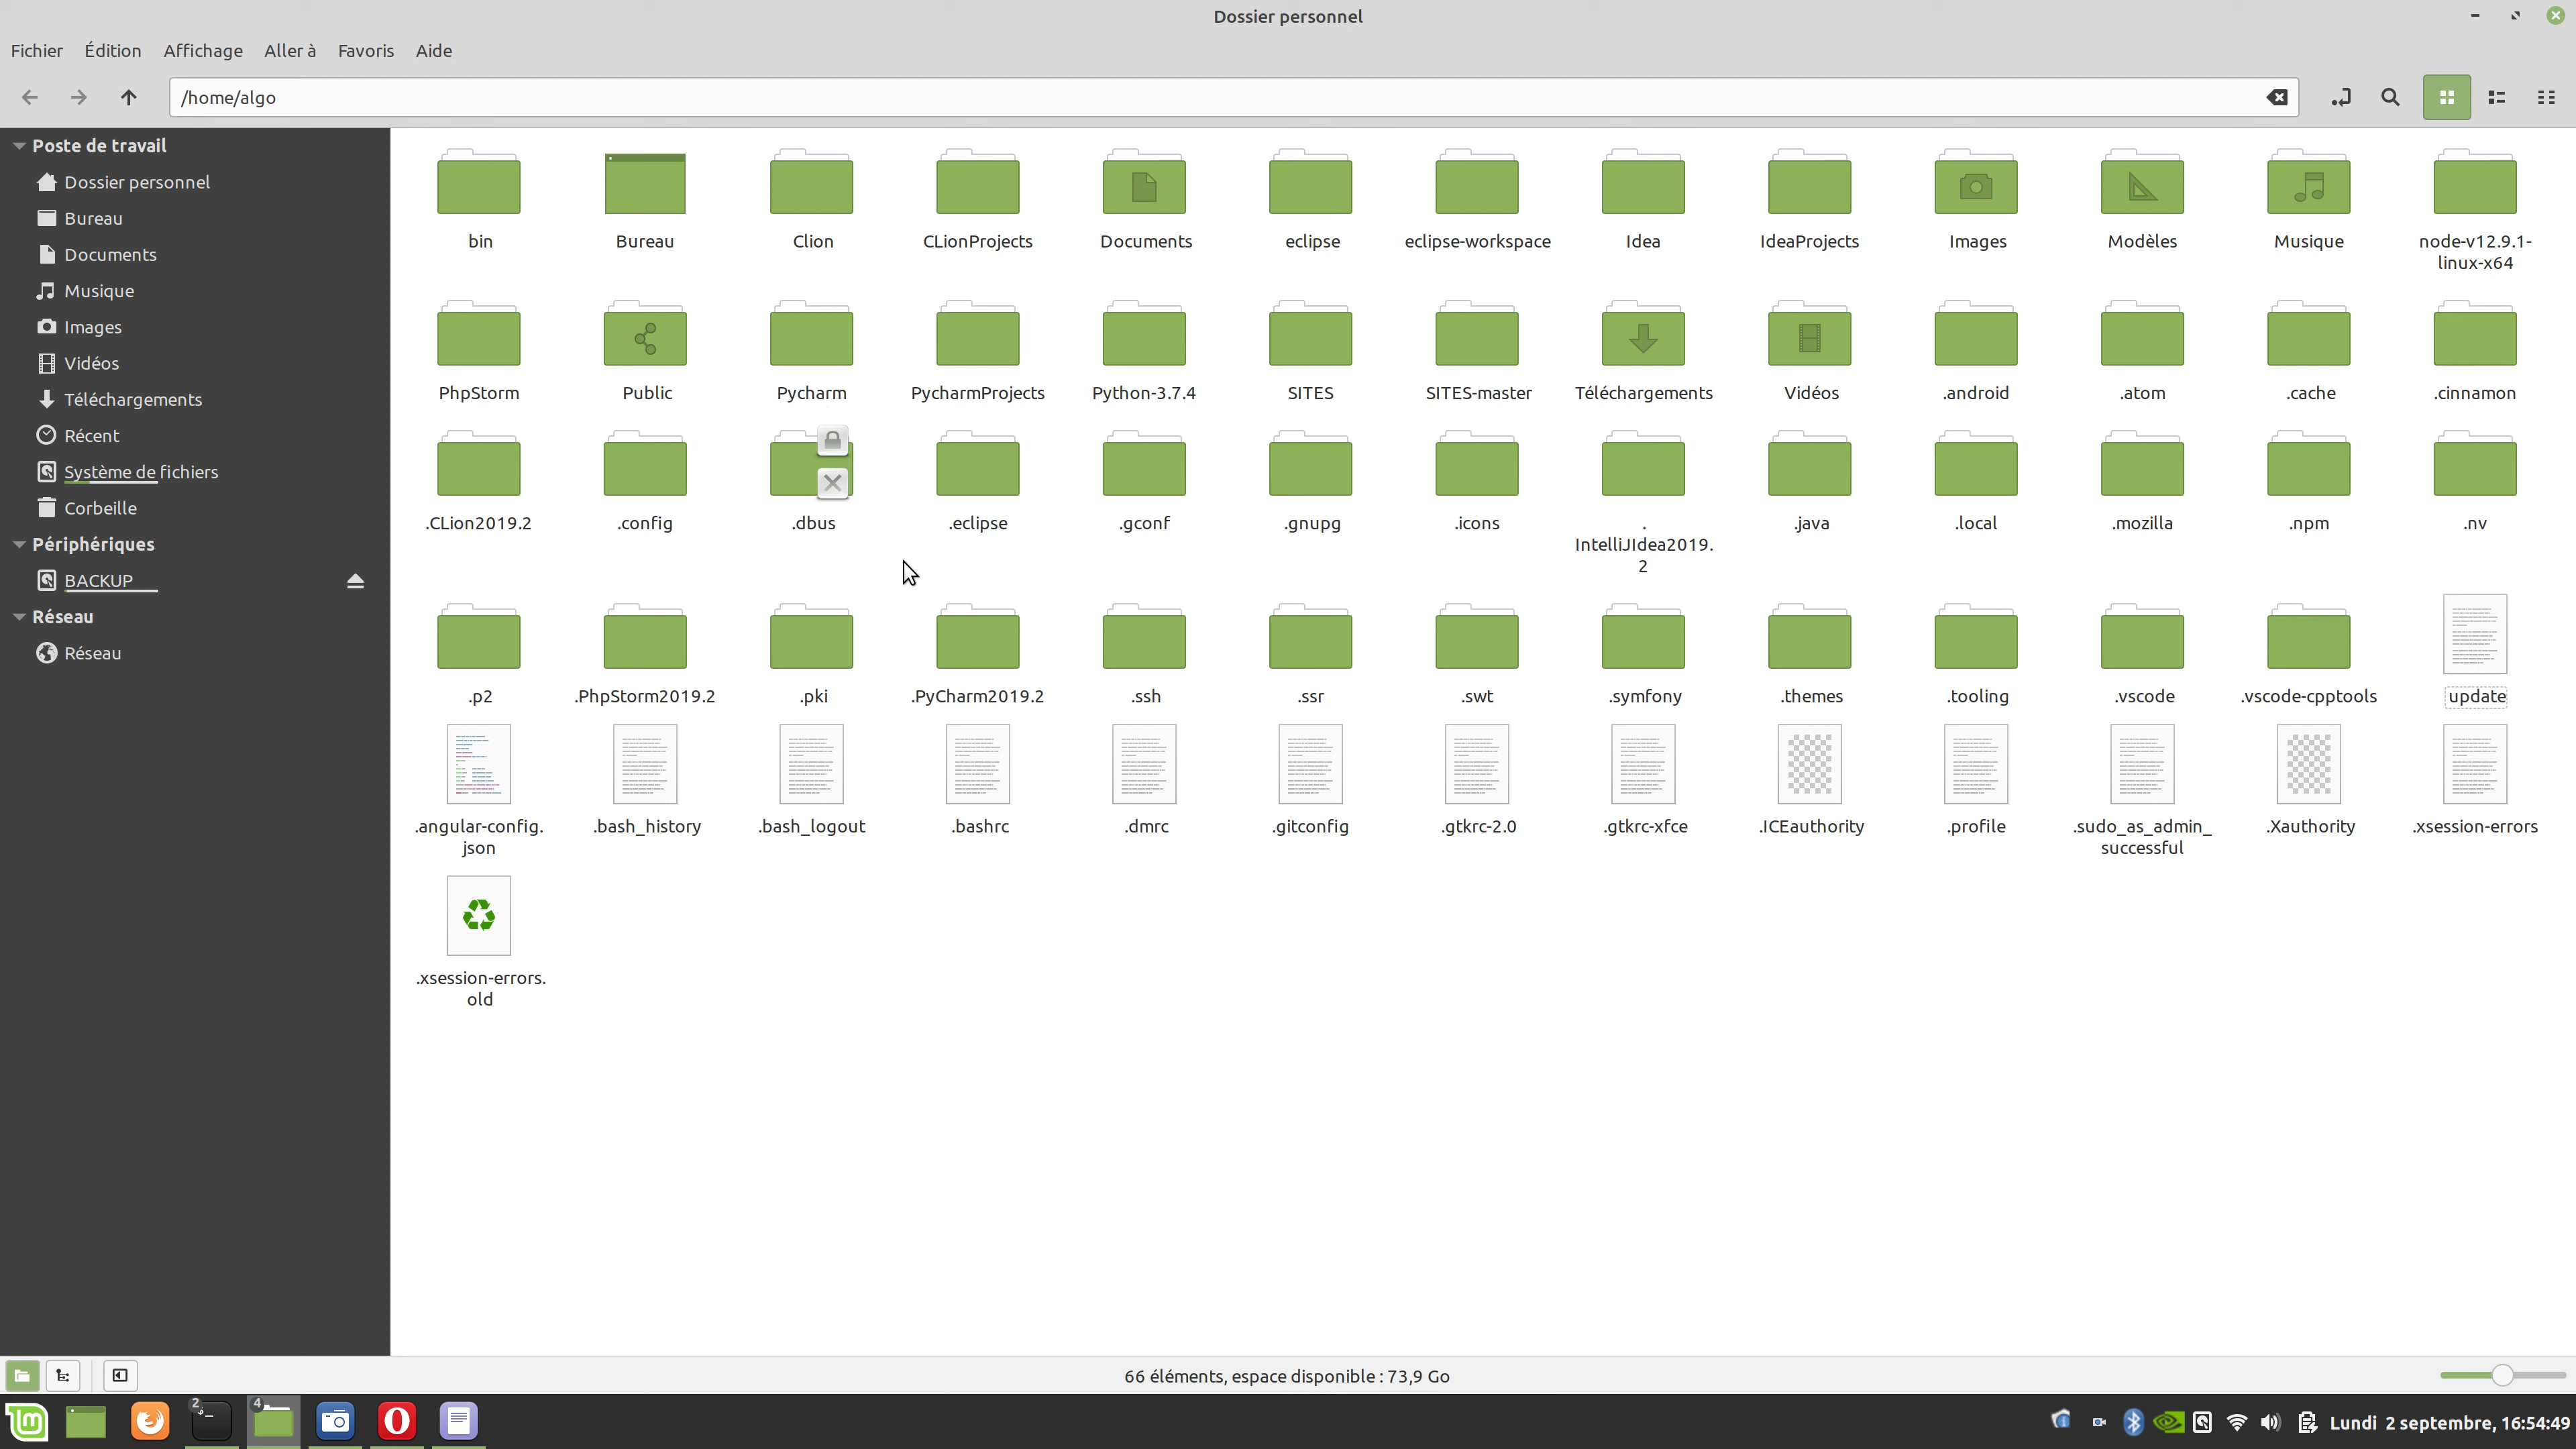 Dossier personnel
Fichier Édition Affichage Aller à Favoris Aide
/home/algo
Poste de travail
Dossier personnel
Bureau
Documents
Musique
Images
Vidéos
Téléchargements
Récent
Système de fichiers
Corbeille
Périphériques
BACKUP
Réseau
Réseau
bin Bureau Clion CLionProjects Documents eclipse eclipse-workspace Idea IdeaProjects Images Modèles Musique node-v12.9.1-
linux-x64
PhpStorm Public Pycharm PycharmProjects Python-3.7.4 SITES SITES-master Téléchargements Vidéos .android .atom .cache .cinnamon
.CLion2019.2 .config .dbus .eclipse .gconf .gnupg .icons . .java .local .mozilla .npm .nv
IntelliJIdea2019.
2
.p2 .PhpStorm2019.2 .pki .PyCharm2019.2 .ssh .ssr .swt .symfony .themes .tooling .vscode .vscode-cpptools update
.angular-config. .bash_history .bash_logout .bashrc .dmrc .gitconfig .gtkrc-2.0 .gtkrc-xfce .ICEauthority .profile .sudo_as_admin_ .Xauthority .xsession-errors
json successful
.xsession-errors.
old
66 éléments, espace disponible : 73,9 Go
2 4
Lundi 2 septembre, 16:54:49